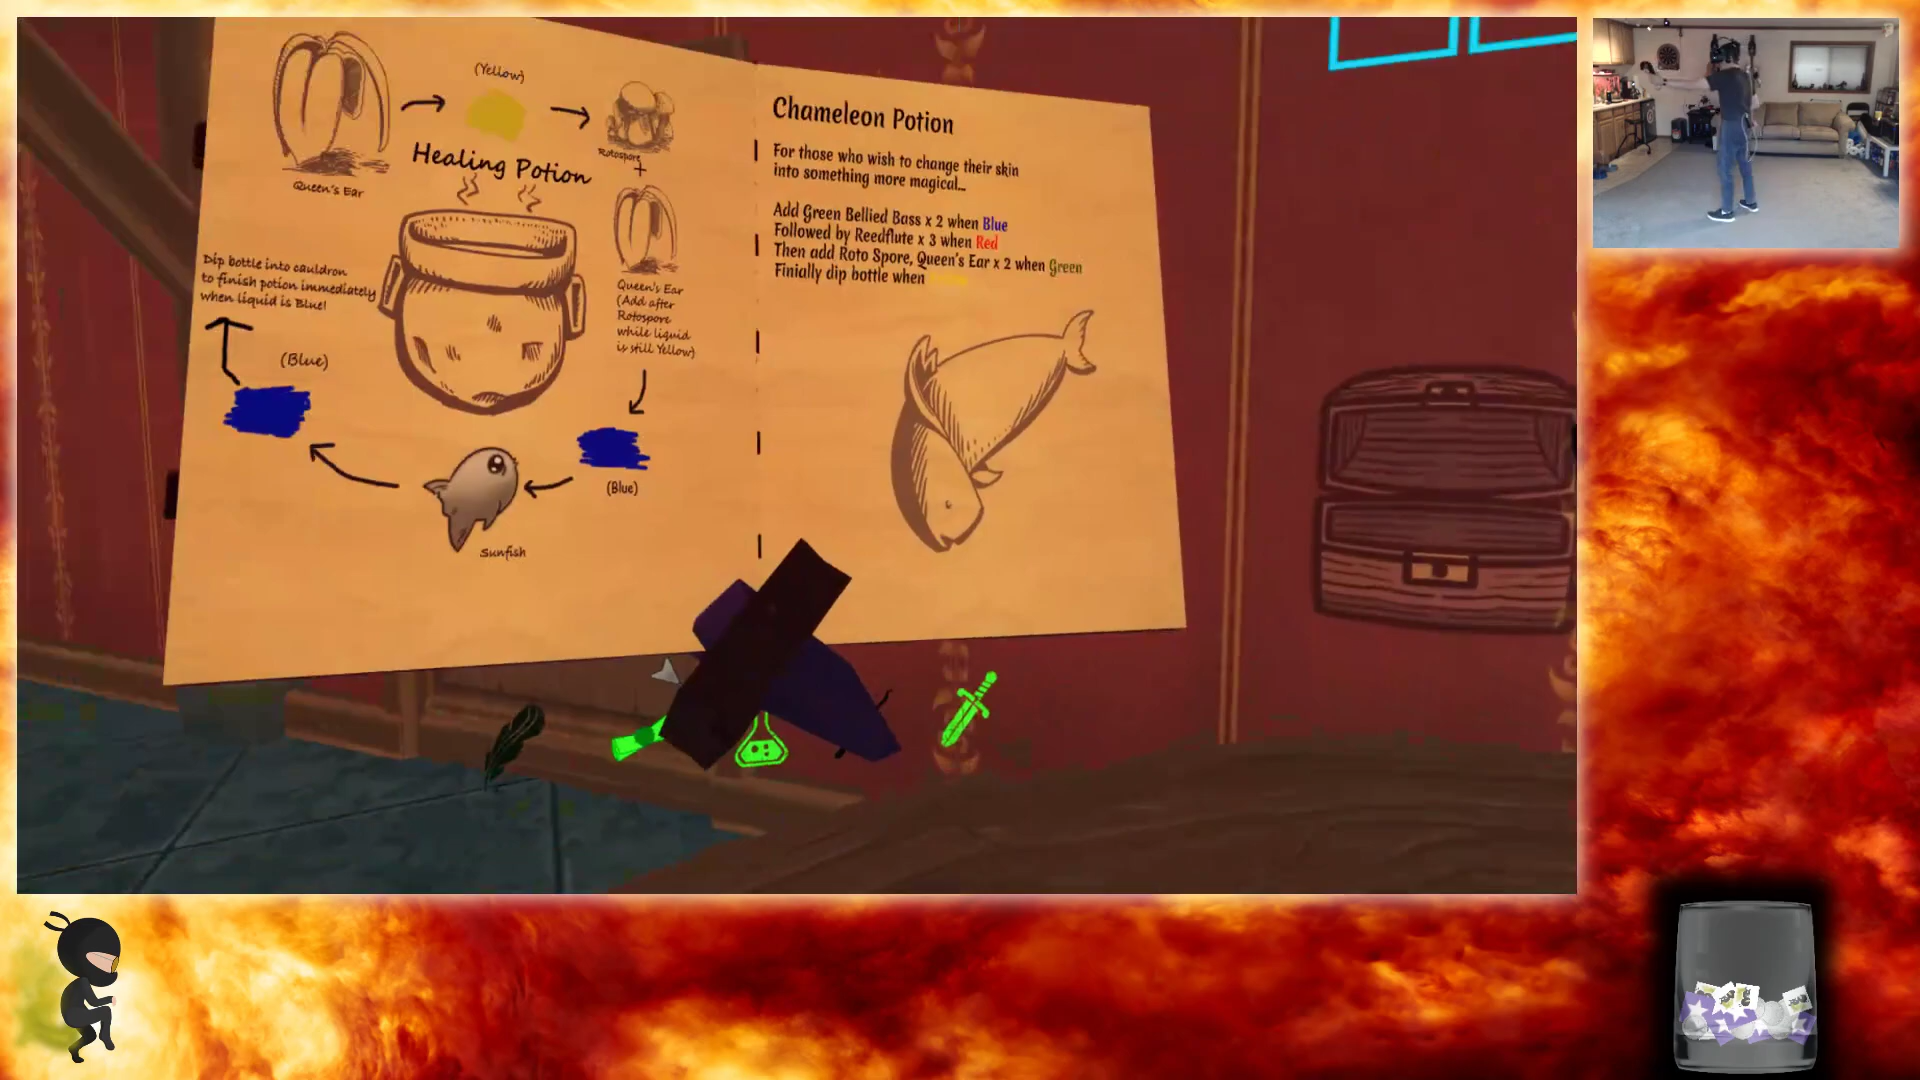 (Yellow)
Rotospore
+
Healing Potion
Queen's Ear
Dip bottle into cauldron
to finish potion immediately
when liquid is Blue!
Queen's Ear
(Add after
Rotospore
while liquid
is still Yellow)
(Blue)
(Blue)
Sunfish
Chameleon Potion
For those who wish to change their skin
into something more magical...
Add Green Bellied Bass x 2 when Blue
Followed by Reedflute x 3 when Red
Then add Roto Spore, Queen's Ear x 2 when Green
Finially dip bottle when